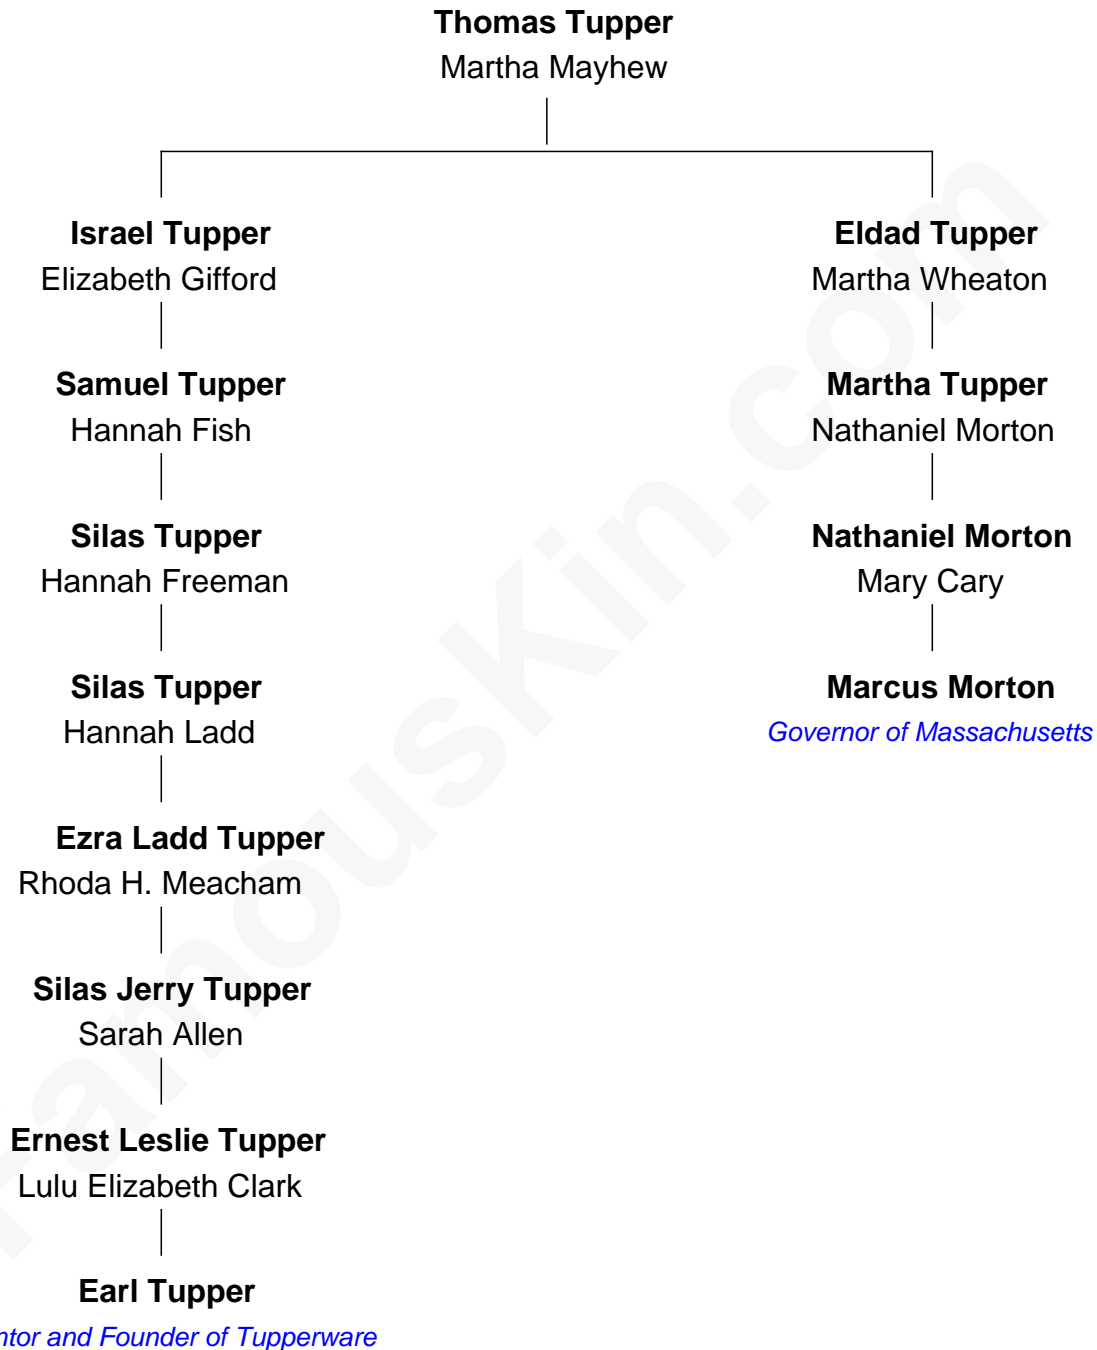 Thomas Tupper
Martha Mayhew
Israel Tupper
Elizabeth Gifford
Samuel Tupper
Hannah Fish
Silas Tupper
Hannah Freeman
Silas Tupper
Hannah Ladd
Ezra Ladd Tupper
Rhoda H. Meacham
Silas Jerry Tupper
Sarah Allen
Ernest Leslie Tupper
Lulu Elizabeth Clark
Earl Tupper
ntor and Founder of Tupperware
Eldad Tupper
Martha Wheaton
Martha Tupper
Nathaniel Morton
Nathaniel Morton
Mary Cary
Marcus Morton
Governor of Massachusetts
FamousKin.com